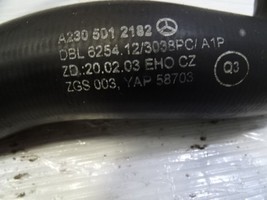 A230 501 2182
DBL 6254.12/3038PC/ A1P
ZD.:20.02.03 EHO CZ
Q3
ZGS 003, YAP 58703